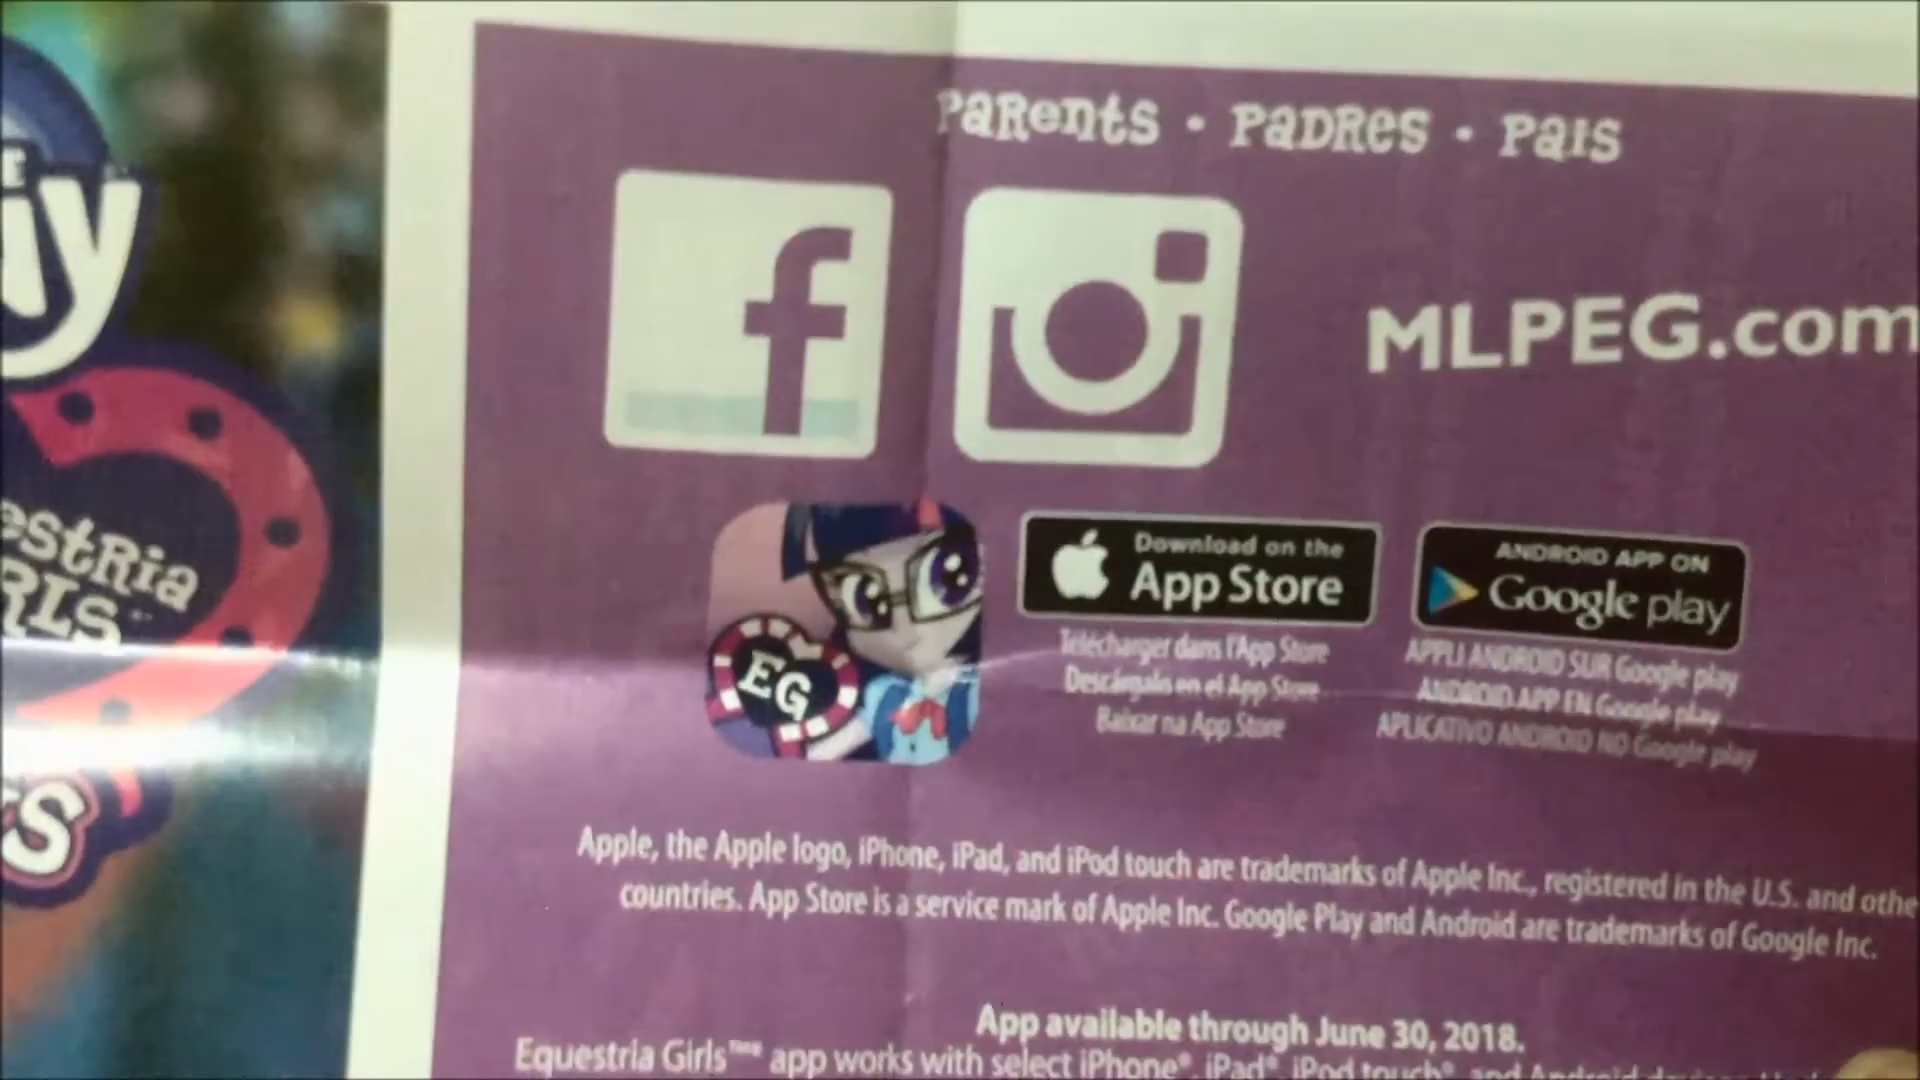 PaRents • PaDRes • Pais
MLPEG.com
Download on the
App Store
ANDROID APP ON
Google play
Télécharger dans l'App Store
Descárgalo en el App Store
Baixar na App Store
APPLI ANDROID SUR Google play
ANDROID APP EN Google play
APLICATIVO ANDROID NO Google play
EG
Apple, the Apple logo, iPhone, iPad, and iPod touch are trademarks of Apple Inc., registered in the U.S. and othe
countries. App Store is a service mark of Apple Inc. Google Play and Android are trademarks of Google Inc.
App available through June 30, 2018.
Equestria Girls™ app works with select iPhone®, iPad®, iPod touch®, and Android
estRia
RLS